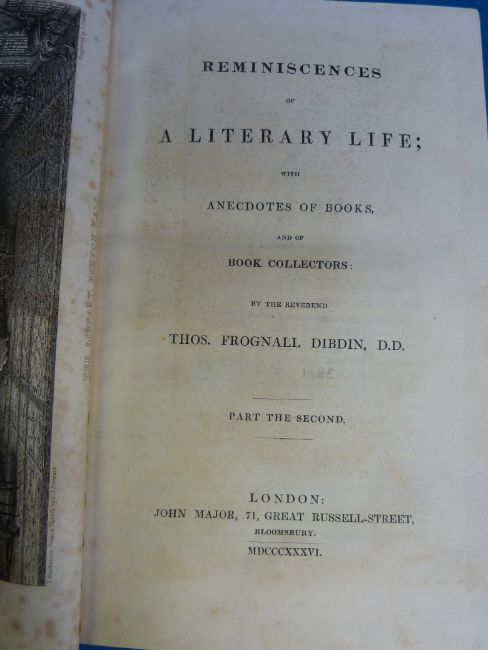 REMINISCENCES
OF
A LITERARY LIFE;
WITH
ANECDOTES OF BOOKS,
AND OF
BOOK COLLECTORS:
BY THE REVEREND
THOS. FROGNALL DIBDIN, D.D.
PART THE SECOND.
LONDON:
JOHN MAJOR, 71, GREAT RUSSELL-STREET,
BLOOMSBURY.
MDCCCXXXVI.